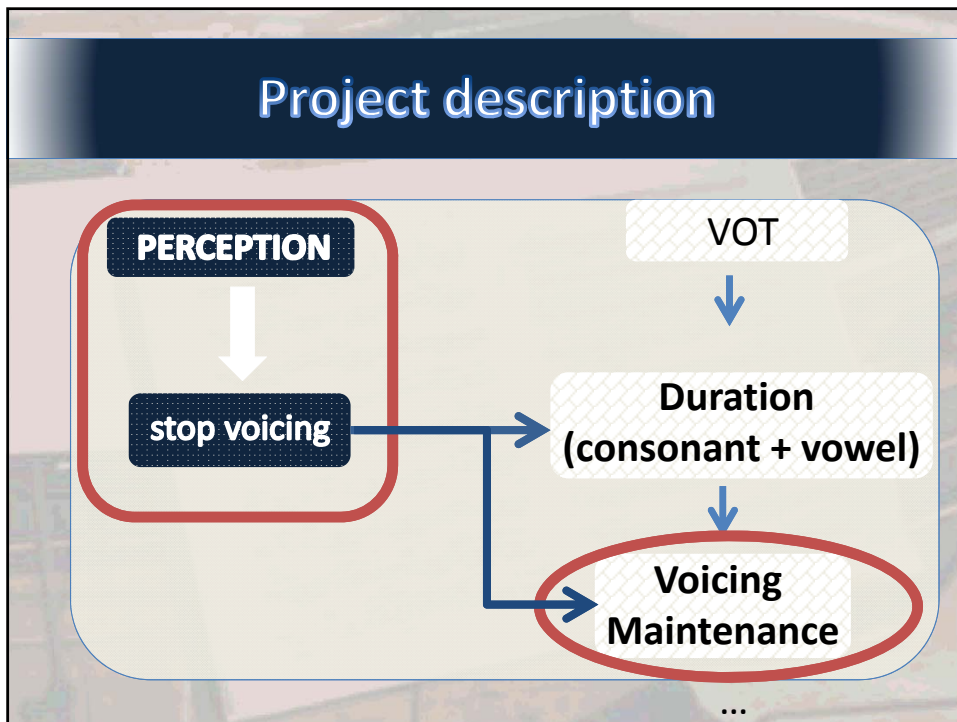 Project description
PERCEPTION
stop voicing
VOT
Duration
(consonant + vowel)
Voicing
Maintenance
...